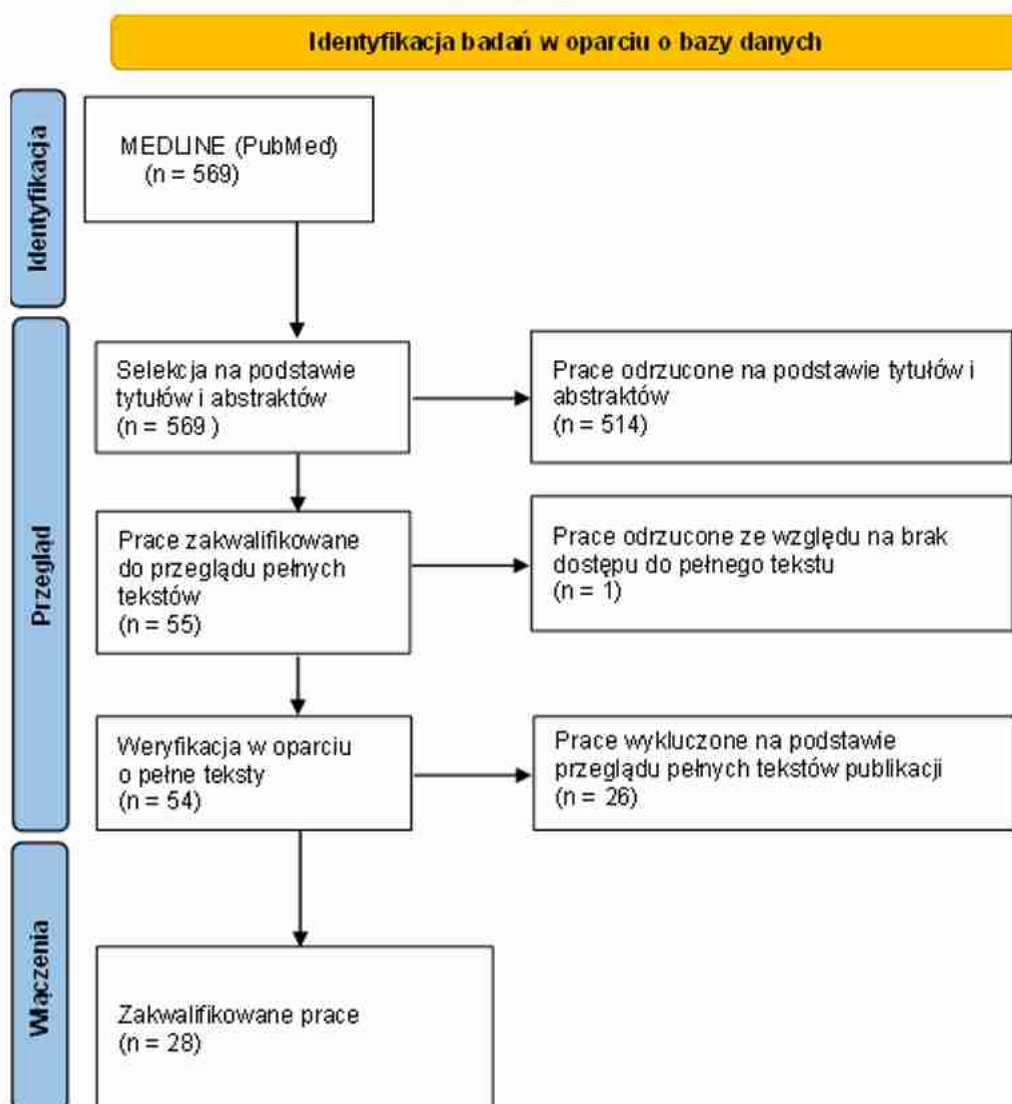 Identyfikacja badań w oparciu o bazy danych
Identyfikacja
MEDLINE (PubMed)
(n = 569)
Przegląd
Selekcja na podstawie
tytułów i abstraktów
(n = 569 )
Prace odrzucone na podstawie tytułów i
abstraktów
(n = 514)
Prace zakwalifikowane
do przeglądu pełnych
tekstów
(n = 55)
Prace odrzucone ze względu na brak
dostępu do pełnego tekstu
(n = 1)
Weryfikacja w oparciu
o pełne teksty
(n = 54)
Prace wykluczone na podstawie
przeglądu pełnych tekstów publikacji
(n = 26)
Włączenia
Zakwalifikowane prace
(n = 28)